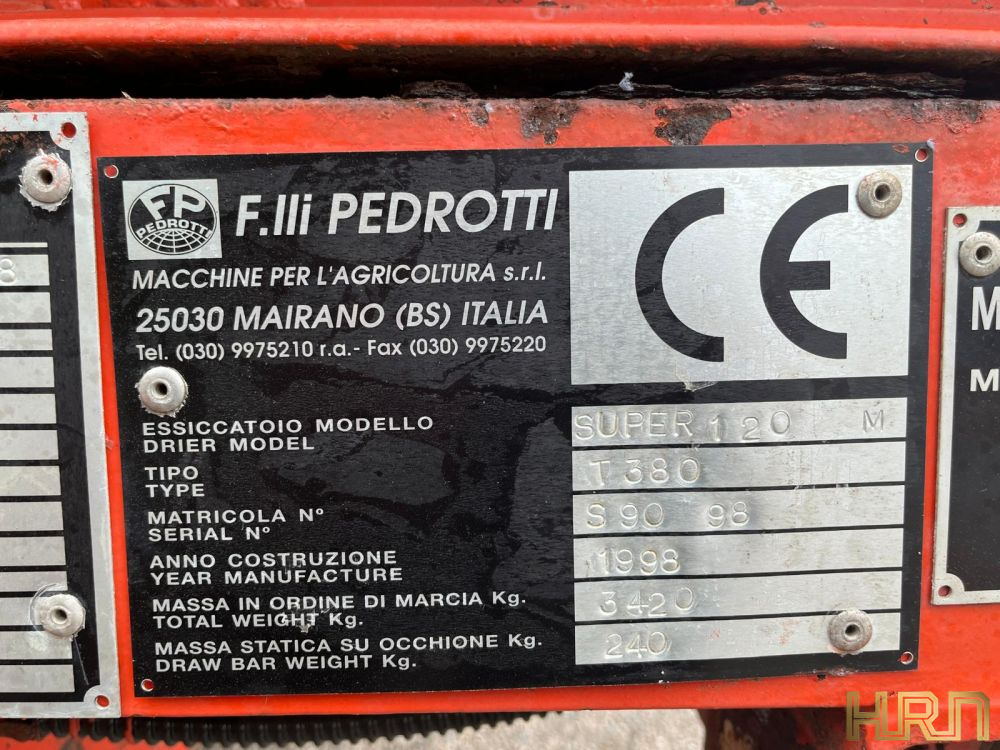 8
FP
PEDROTTI
F.lli PEDROTTI
MACCHINE PER L'AGRICOLTURA s.r.l.
25030 MAIRANO (BS) ITALIA
Tel. (030) 9975210 r.a.- Fax (030) 9975220
CE
ESSICCATOIO MODELLO
DRIER MODEL
SUPER 120 M
TIPO
TYPE
T 380
MATRICOLA N°
SERIAL N°
S90 98
ANNO COSTRUZIONE
YEAR MANUFACTURE
1998
MASSA IN ORDINE DI MARCIA Kg.
TOTAL WEIGHT Kg.
3420
MASSA STATICA SU OCCHIONE Kg.
DRAW BAR WEIGHT Kg.
240
M
M
HRN